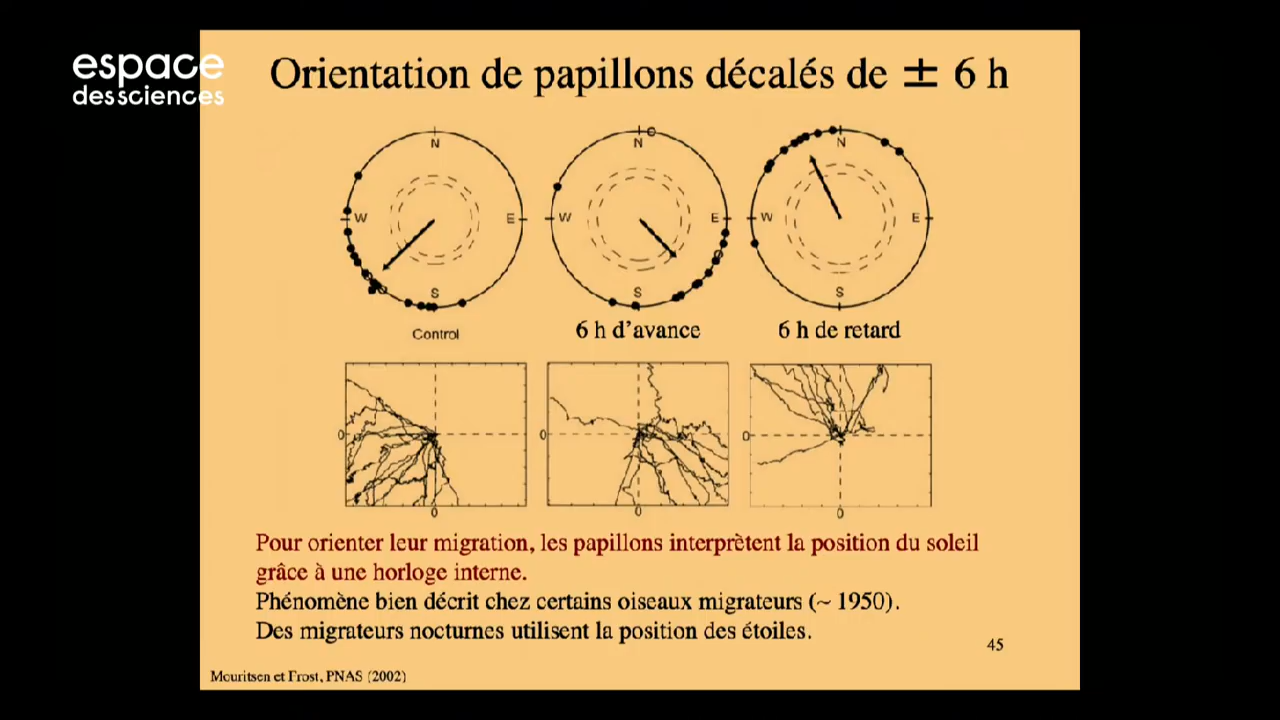 espace
des sciences
Orientation de papillons décalés de ± 6 h
N
W
E
S
Control
N
W
E
S
6 h d'avance
N
W
E
S
6 h de retard
0
0
0
0
0
0
Pour orienter leur migration, les papillons interprètent la position du soleil
grâce à une horloge interne.
Phénomène bien décrit chez certains oiseaux migrateurs (~ 1950).
Des migrateurs nocturnes utilisent la position des étoiles.
45
Mouritsen et Frost, PNAS (2002)